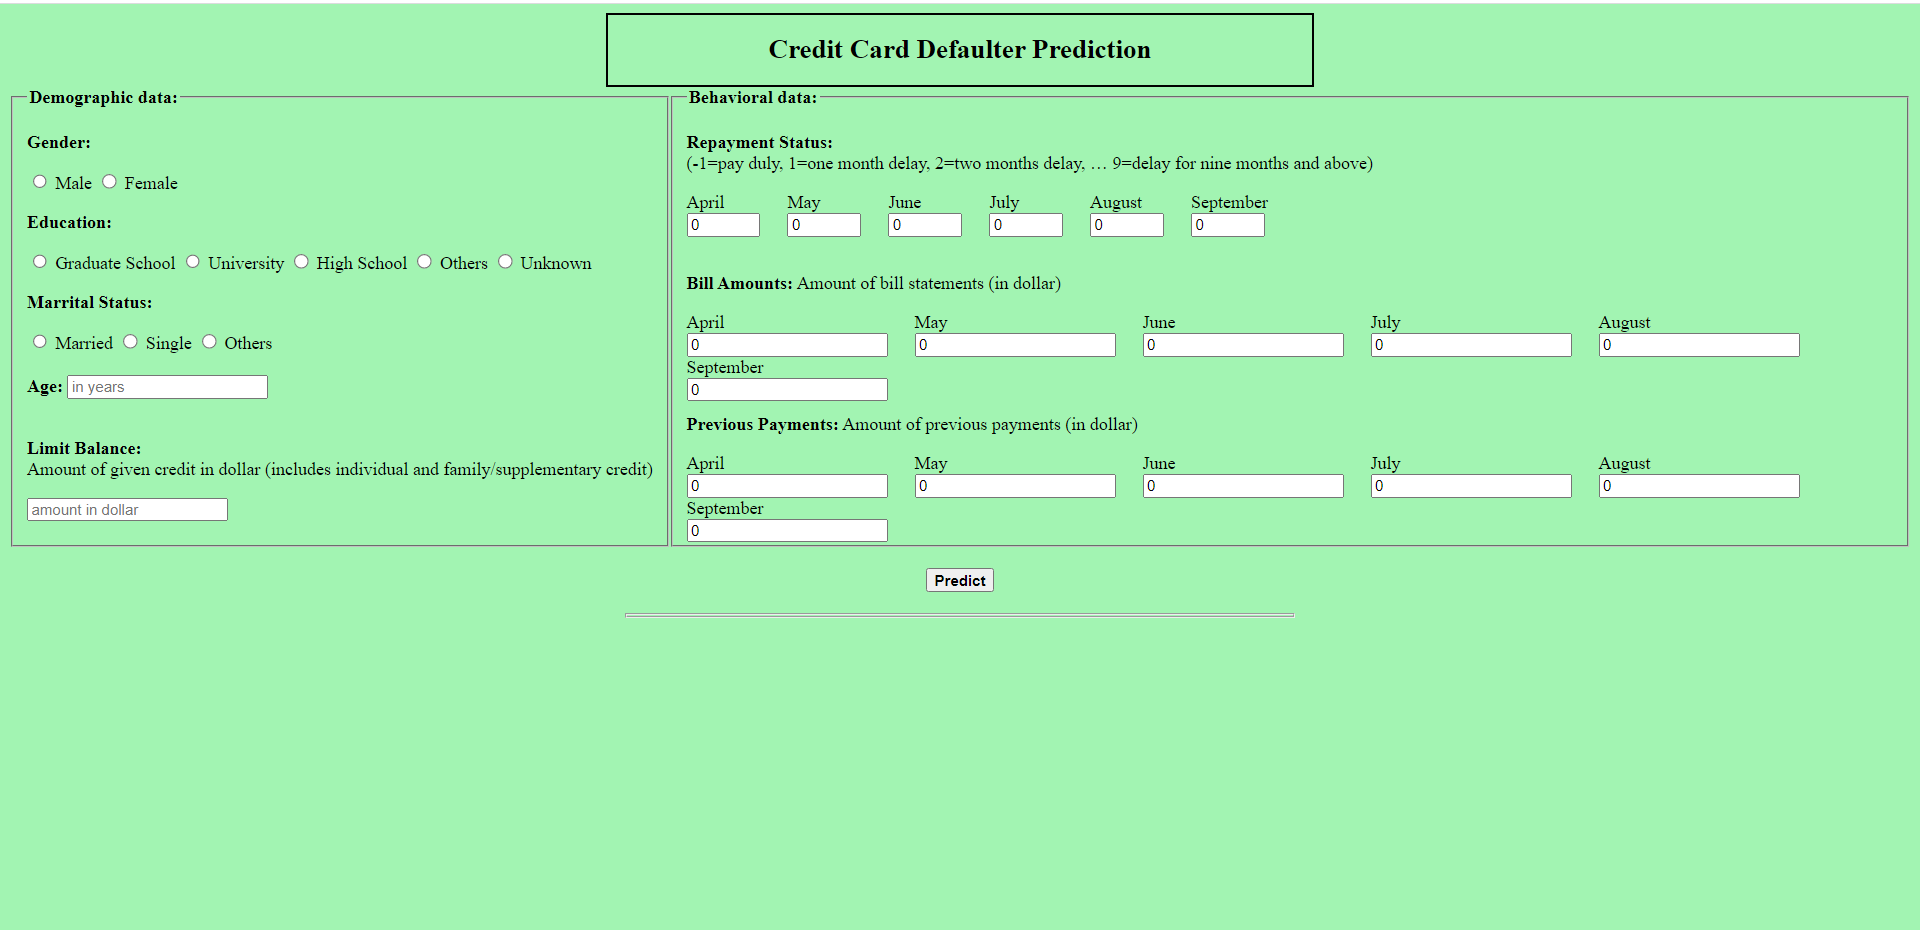 Credit Card Defaulter Prediction
Demographic data:
Gender:
Male Female
Education:
Graduate School University High School Others Unknown
Marrital Status:
Married Single Others
Age: in years
Limit Balance:
Amount of given credit in dollar (includes individual and family/supplementary credit)
amount in dollar
Behavioral data:
Repayment Status:
(-1=pay duly, 1=one month delay, 2=two months delay, … 9=delay for nine months and above)
April May June July August September
0 0 0 0 0 0
Bill Amounts: Amount of bill statements (in dollar)
April May June July August
0 0 0 0 0
September
0
Previous Payments: Amount of previous payments (in dollar)
April May June July August
0 0 0 0 0
September
0
Predict